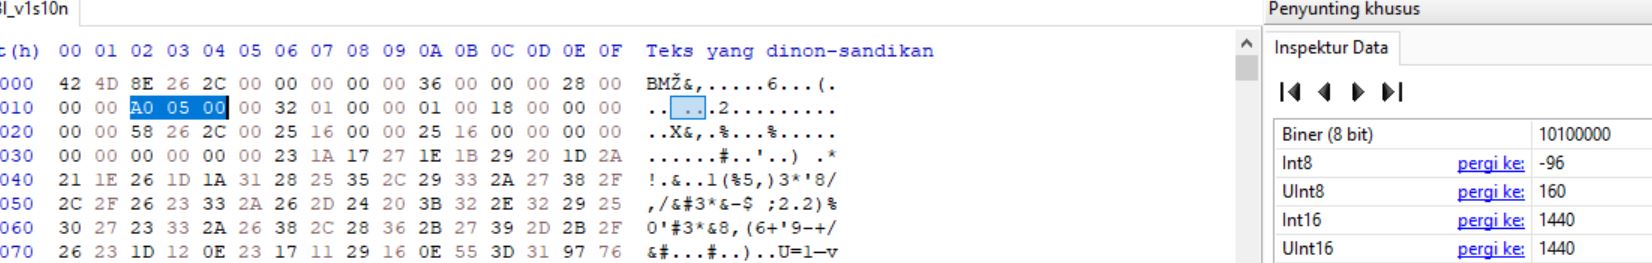 l_v1s10n
Penyunting khusus
t (h) 00 01 02 03 04 05 06 07 08 09 0A 0B 0C 0D 0E 0F Teks yang dinon-sandikan
Inspektur Data
000 42 4D 8E 26 2C 00 00 00 00 00 36 00 00 00 28 00 BMŽ&,.....6...(.
010 00 00 A0 05 00 00 32 01 00 00 01 00 18 00 00 00 .. ...2.........
020 00 00 58 26 2C 00 25 16 00 00 25 16 00 00 00 00 ..X&,.%...%.....
030 00 00 00 00 00 00 23 1A 17 27 1E 1B 29 20 1D 2A ......#..'..) .*
040 21 1E 26 1D 1A 31 28 25 35 2C 29 33 2A 27 38 2F !.&..1(%5,)3*'8/
050 2C 2F 26 23 33 2A 26 2D 24 20 3B 32 2E 32 29 25 ,/&#3*&-$ ;2.2)%
060 30 27 23 33 2A 26 38 2C 28 36 2B 27 39 2D 2B 2F 0'#3*&8,(6+'9-+/
070 26 23 1D 12 0E 23 17 11 29 16 0E 55 3D 31 97 76 &#...#..)..U=1—v
Biner (8 bit) 10100000
Int8 pergi ke: -96
UInt8 pergi ke: 160
Int16 pergi ke: 1440
UInt16 pergi ke: 1440